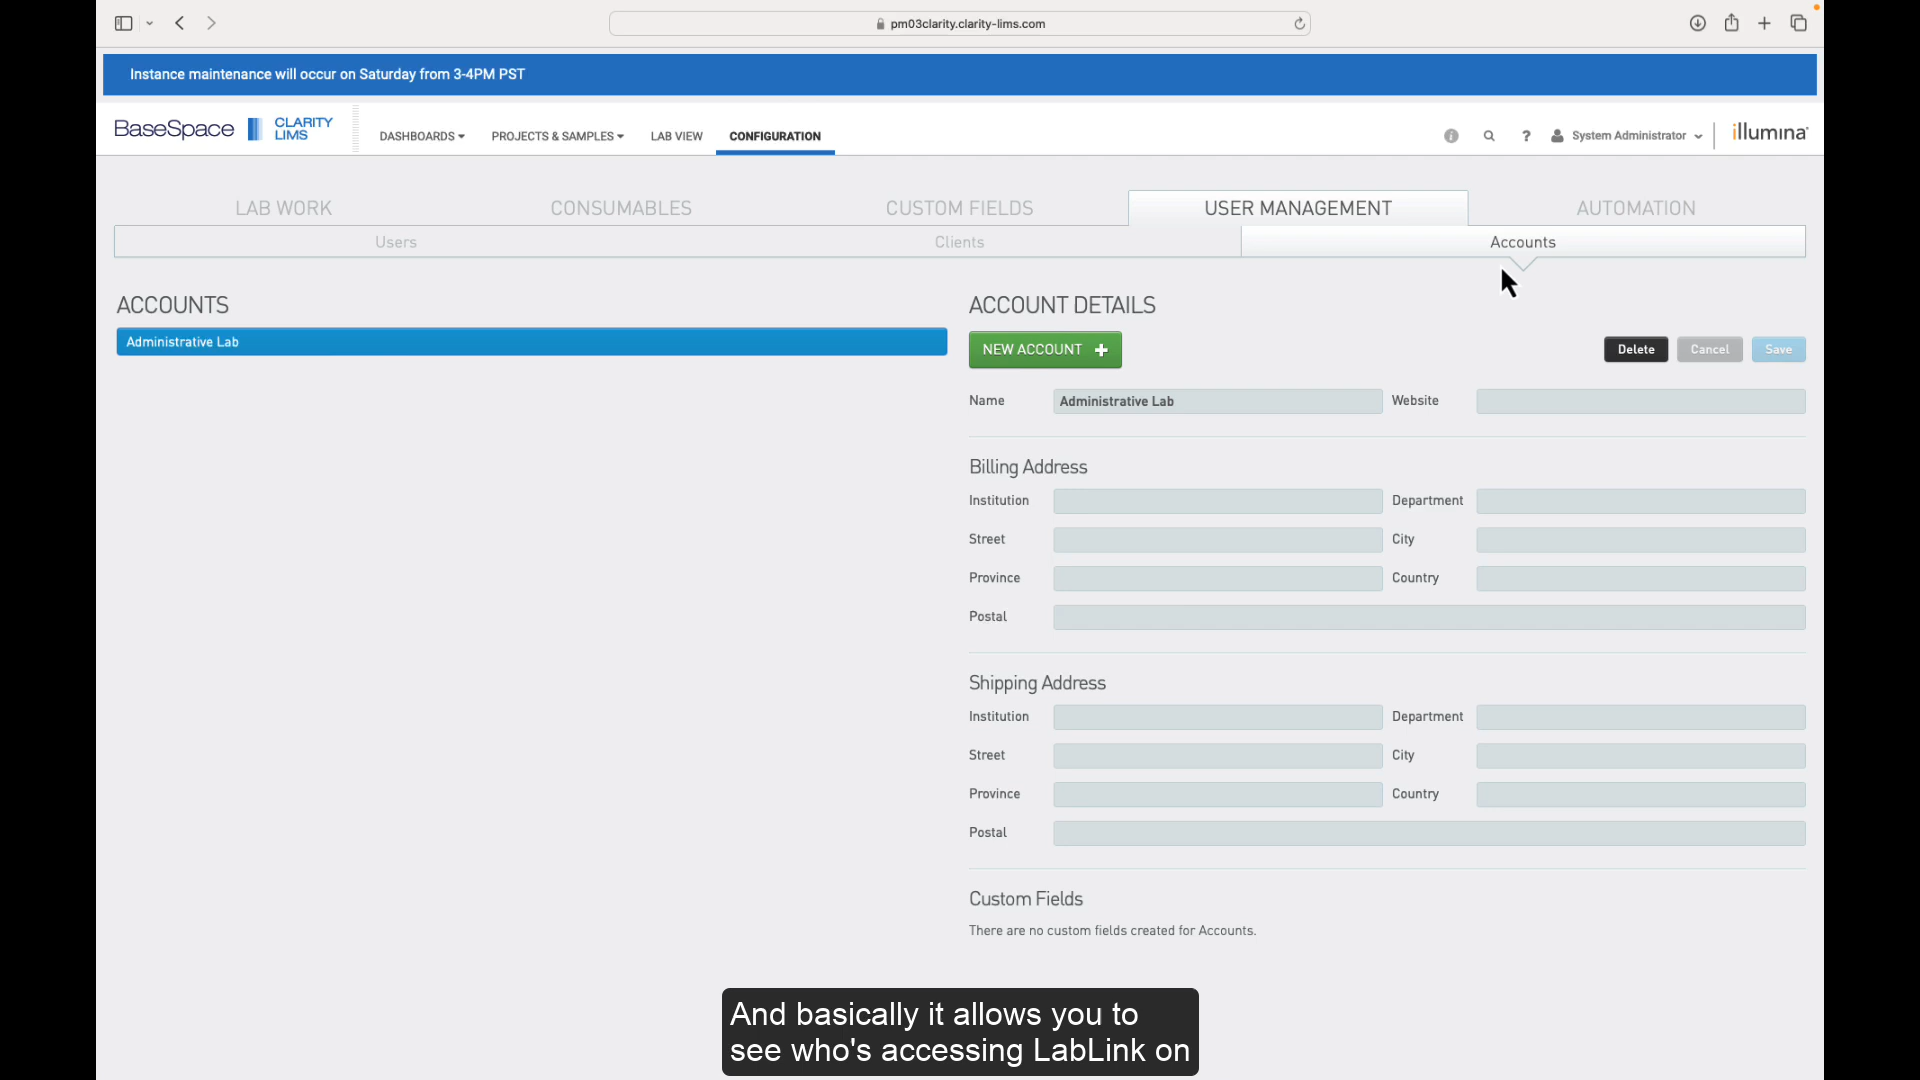 pm03clarity.clarity-lims.com
Instance maintenance will occur on Saturday from 3-4PM PST
BaseSpace CLARITY LIMS
DASHBOARDS PROJECTS & SAMPLES LAB VIEW CONFIGURATION
i ? System Administrator illumina
LAB WORK CONSUMABLES CUSTOM FIELDS USER MANAGEMENT AUTOMATION
Users Clients Accounts
ACCOUNTS
Administrative Lab
ACCOUNT DETAILS
NEW ACCOUNT + Delete Cancel Save
Name Administrative Lab Website
Billing Address
Institution Department
Street City
Province Country
Postal
Shipping Address
Institution Department
Street City
Province Country
Postal
Custom Fields
There are no custom fields created for Accounts.
And basically it allows you to
see who's accessing LabLink on